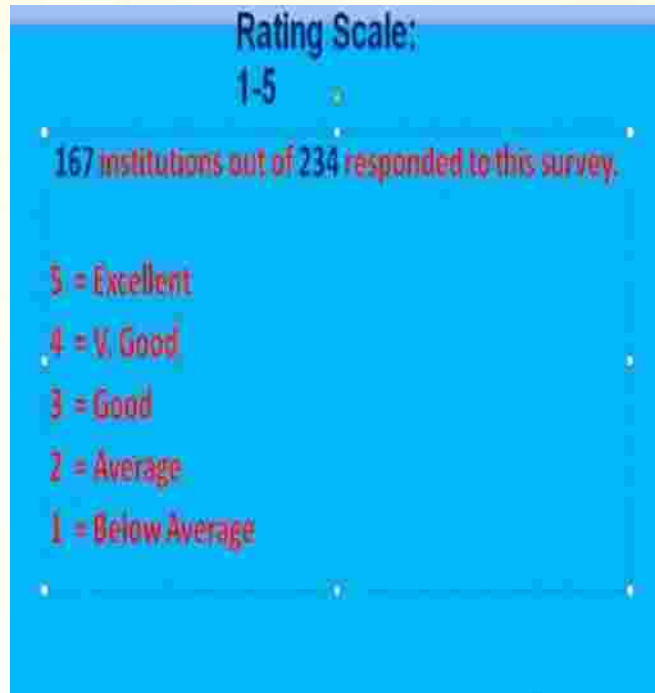 Rating Scale:
1-5
167 institutions out of 234 responded to this survey.
5 = Excellent
4 = V. Good
3 = Good
2 = Average
1 = Below Average